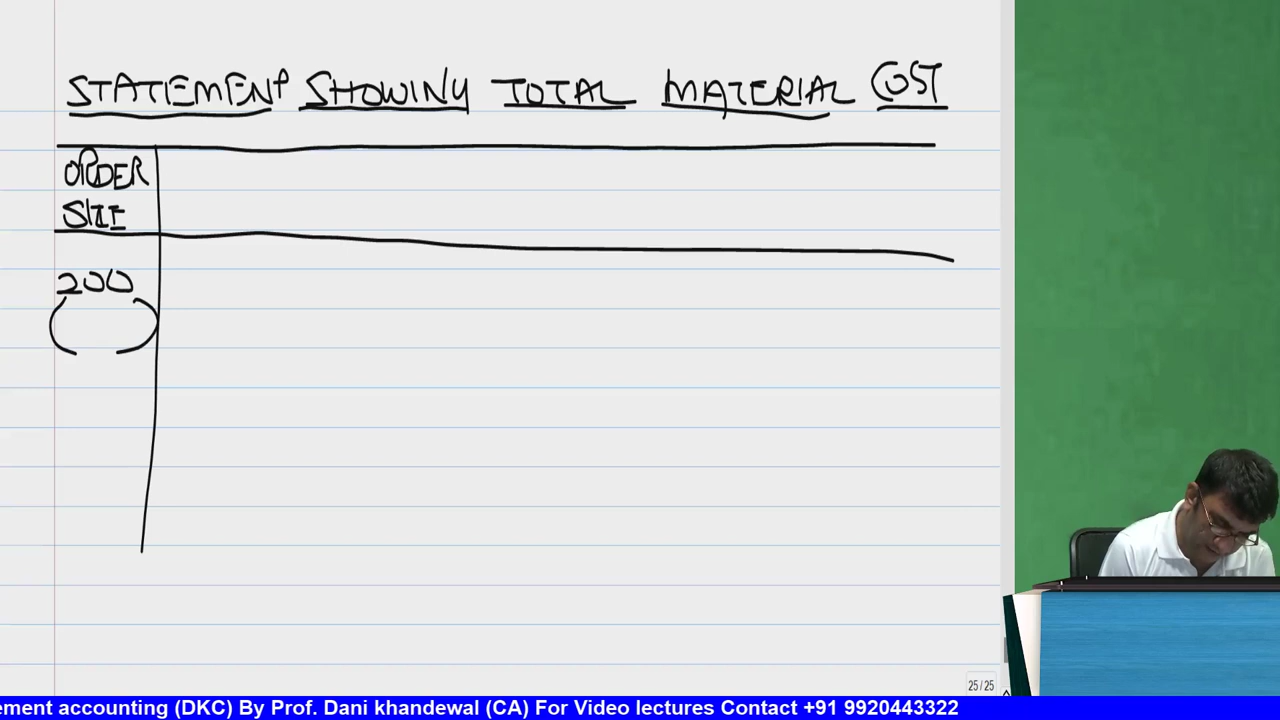 STATEMENT SHOWING TOTAL MATERIAL COST
ORDER
SIZE
200
(   )
25/25
ement accounting (DKC) By Prof. Dani khandewal (CA) For Video lectures Contact +91 9920443322